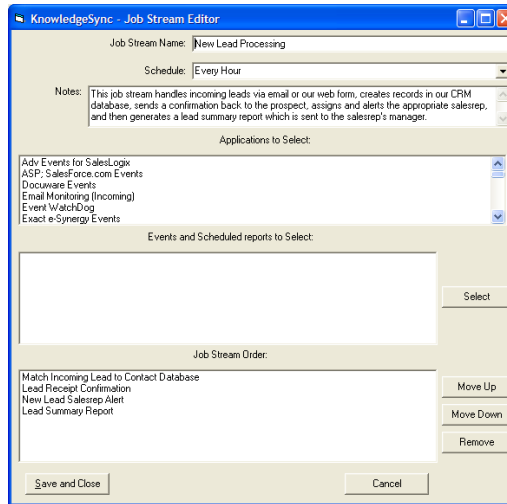 KnowledgeSync - Job Stream Editor
Job Stream Name: New Lead Processing
Schedule: Every Hour
Notes: This job stream handles incoming leads via email or our web form, creates records in our CRM
database, sends a confirmation back to the prospect, assigns and alerts the appropriate salesrep,
and then generates a lead summary report which is sent to the salesrep's manager.
Applications to Select:
Adv Events for SalesLogix
ASP; SalesForce.com Events
Docuware Events
Email Monitoring (Incoming)
Event WatchDog
Exact e-Synergy Events
Events and Scheduled reports to Select:
Select
Job Stream Order:
Match Incoming Lead to Contact Database
Lead Receipt Confirmation
New Lead Salesrep Alert
Lead Summary Report
Move Up
Move Down
Remove
Save and Close
Cancel